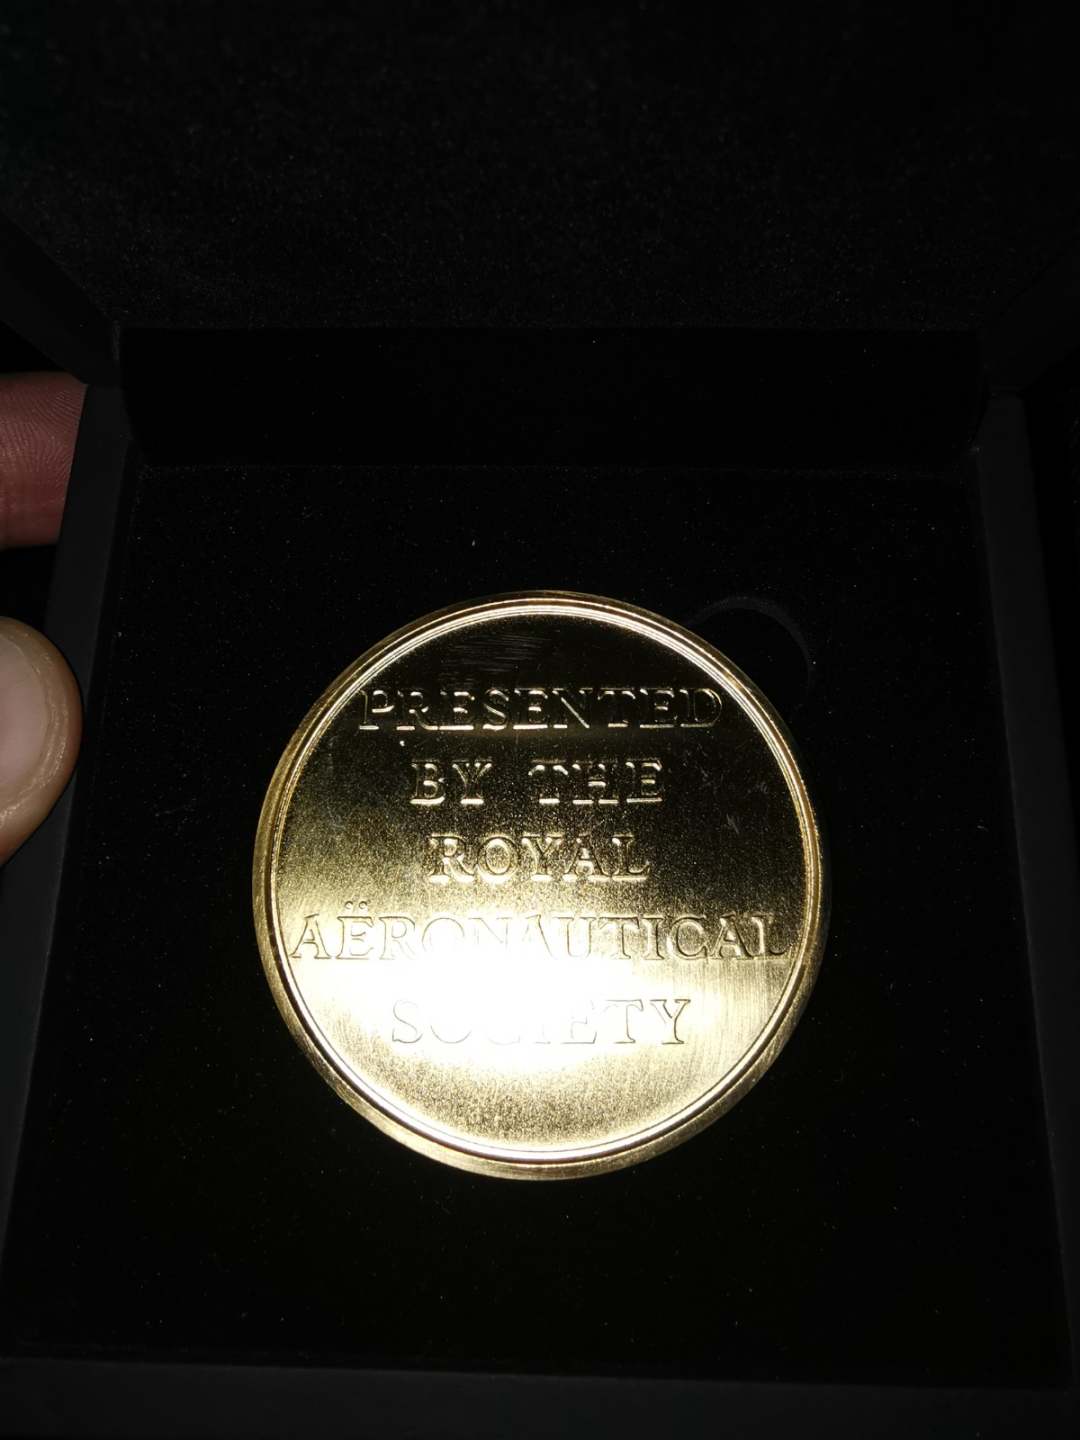 PRESENTED
BY THE
ROYAL
AËRONAUTICAL
SOCIETY